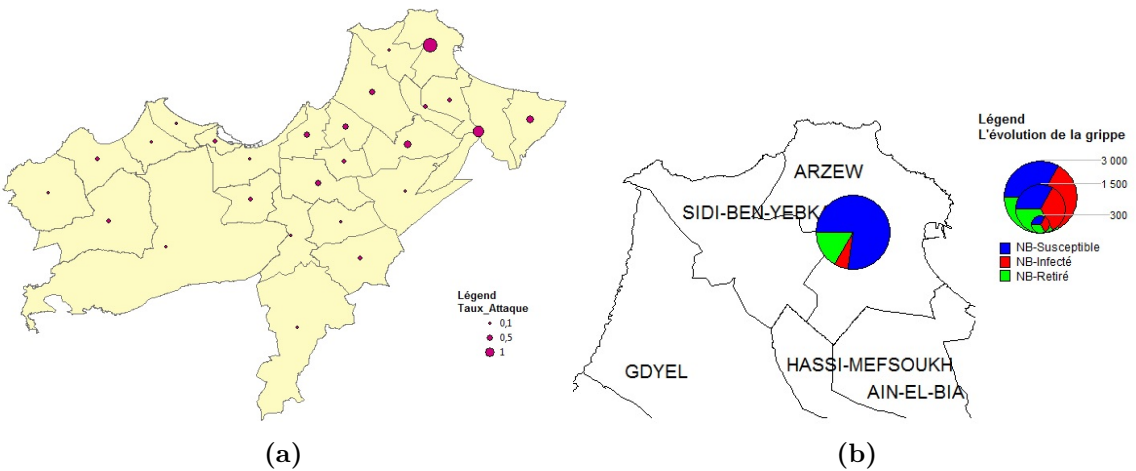 Légend
Taux_Attaque
0,1
0,5
1
(a)
ARZEW
SIDI-BEN-YEBKA
GDYEL
HASSI-MEFSOUKH
AIN-EL-BIA
Légend
L'évolution de la grippe
3 000
1 500
300
NB-Susceptible
NB-Infecté
NB-Retiré
(b)